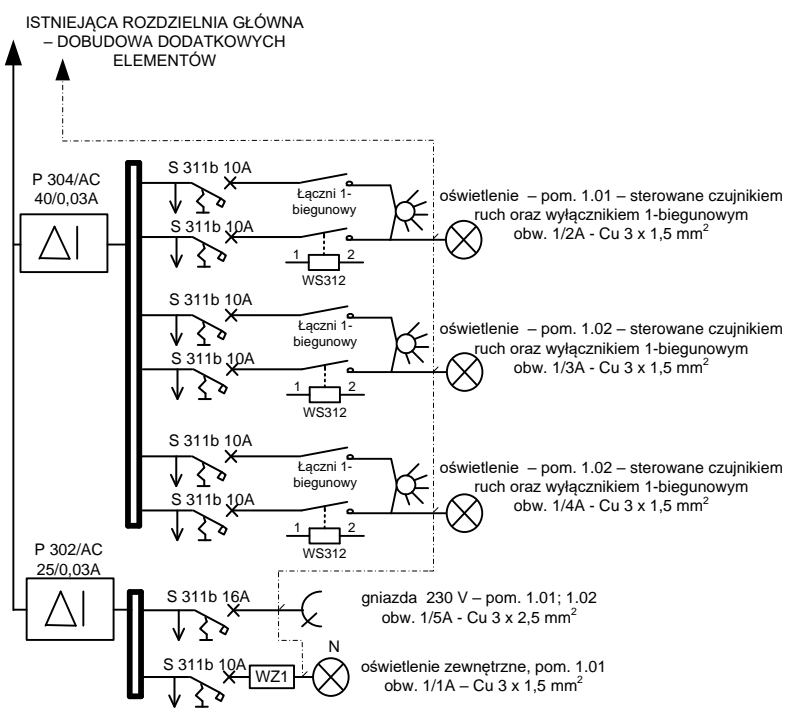 ISTNIEJĄCA ROZDZIELNIA GŁÓWNA
– DOBUDOWA DODATKOWYCH
ELEMENTÓW
P 304/AC
40/0,03A
ΔI
S 311b 10A
Łączni 1-
biegunowy
S 311b 10A
1 2
WS312
oświetlenie – pom. 1.01 – sterowane czujnikiem
ruch oraz wyłącznikiem 1-biegunowym
obw. 1/2A - Cu 3 x 1,5 mm²
S 311b 10A
Łączni 1-
biegunowy
S 311b 10A
1 2
WS312
oświetlenie – pom. 1.02 – sterowane czujnikiem
ruch oraz wyłącznikiem 1-biegunowym
obw. 1/3A - Cu 3 x 1,5 mm²
S 311b 10A
Łączni 1-
biegunowy
S 311b 10A
1 2
WS312
oświetlenie – pom. 1.02 – sterowane czujnikiem
ruch oraz wyłącznikiem 1-biegunowym
obw. 1/4A - Cu 3 x 1,5 mm²
P 302/AC
25/0,03A
ΔI
S 311b 16A
gniazda 230 V – pom. 1.01; 1.02
obw. 1/5A - Cu 3 x 2,5 mm²
S 311b 10A
WZ1
N
oświetlenie zewnętrzne, pom. 1.01
obw. 1/1A – Cu 3 x 1,5 mm²